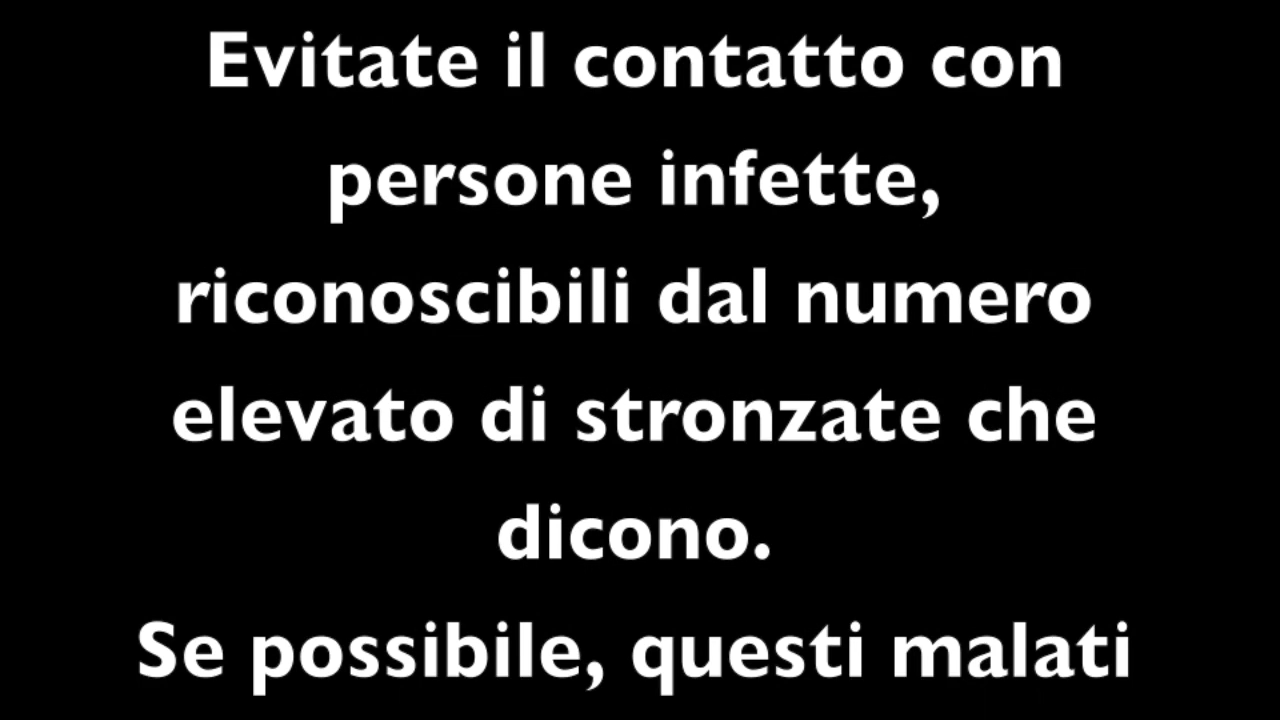 Evitate il contatto con
persone infette,
riconoscibili dal numero
elevato di stronzate che
dicono.
Se possibile, questi malati